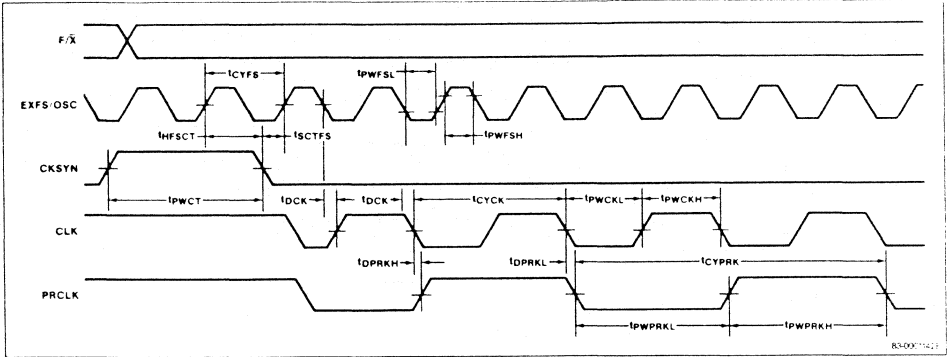 F/X̄
tCYFS tPWFSL
EXFS/OSC
tHFSCT tSCTFS tPWFSH
CKSYN
tPWCT tDCK tDCK tCYCK tPWCKL tPWCKH
CLK
tDPRKH tDPRKL tCYPRK
PRCLK
tPWPRKL tPWPRKH